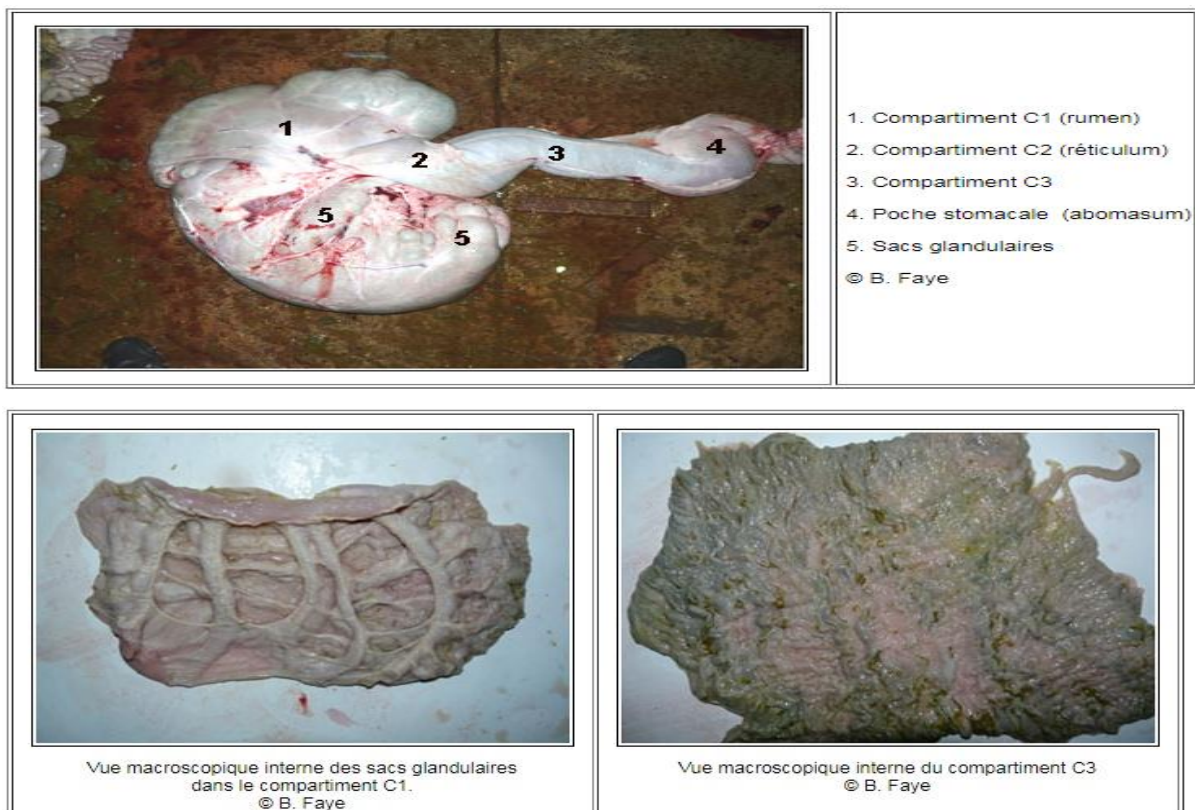 1
2
3
4
5
5
1. Compartiment C1 (rumen)
2. Compartiment C2 (réticulum)
3. Compartiment C3
4. Poche stomacale (abomasum)
5. Sacs glandulaires
© B. Faye
Vue macroscopique interne des sacs glandulaires
dans le compartiment C1.
© B. Faye
Vue macroscopique interne du compartiment C3
© B. Faye